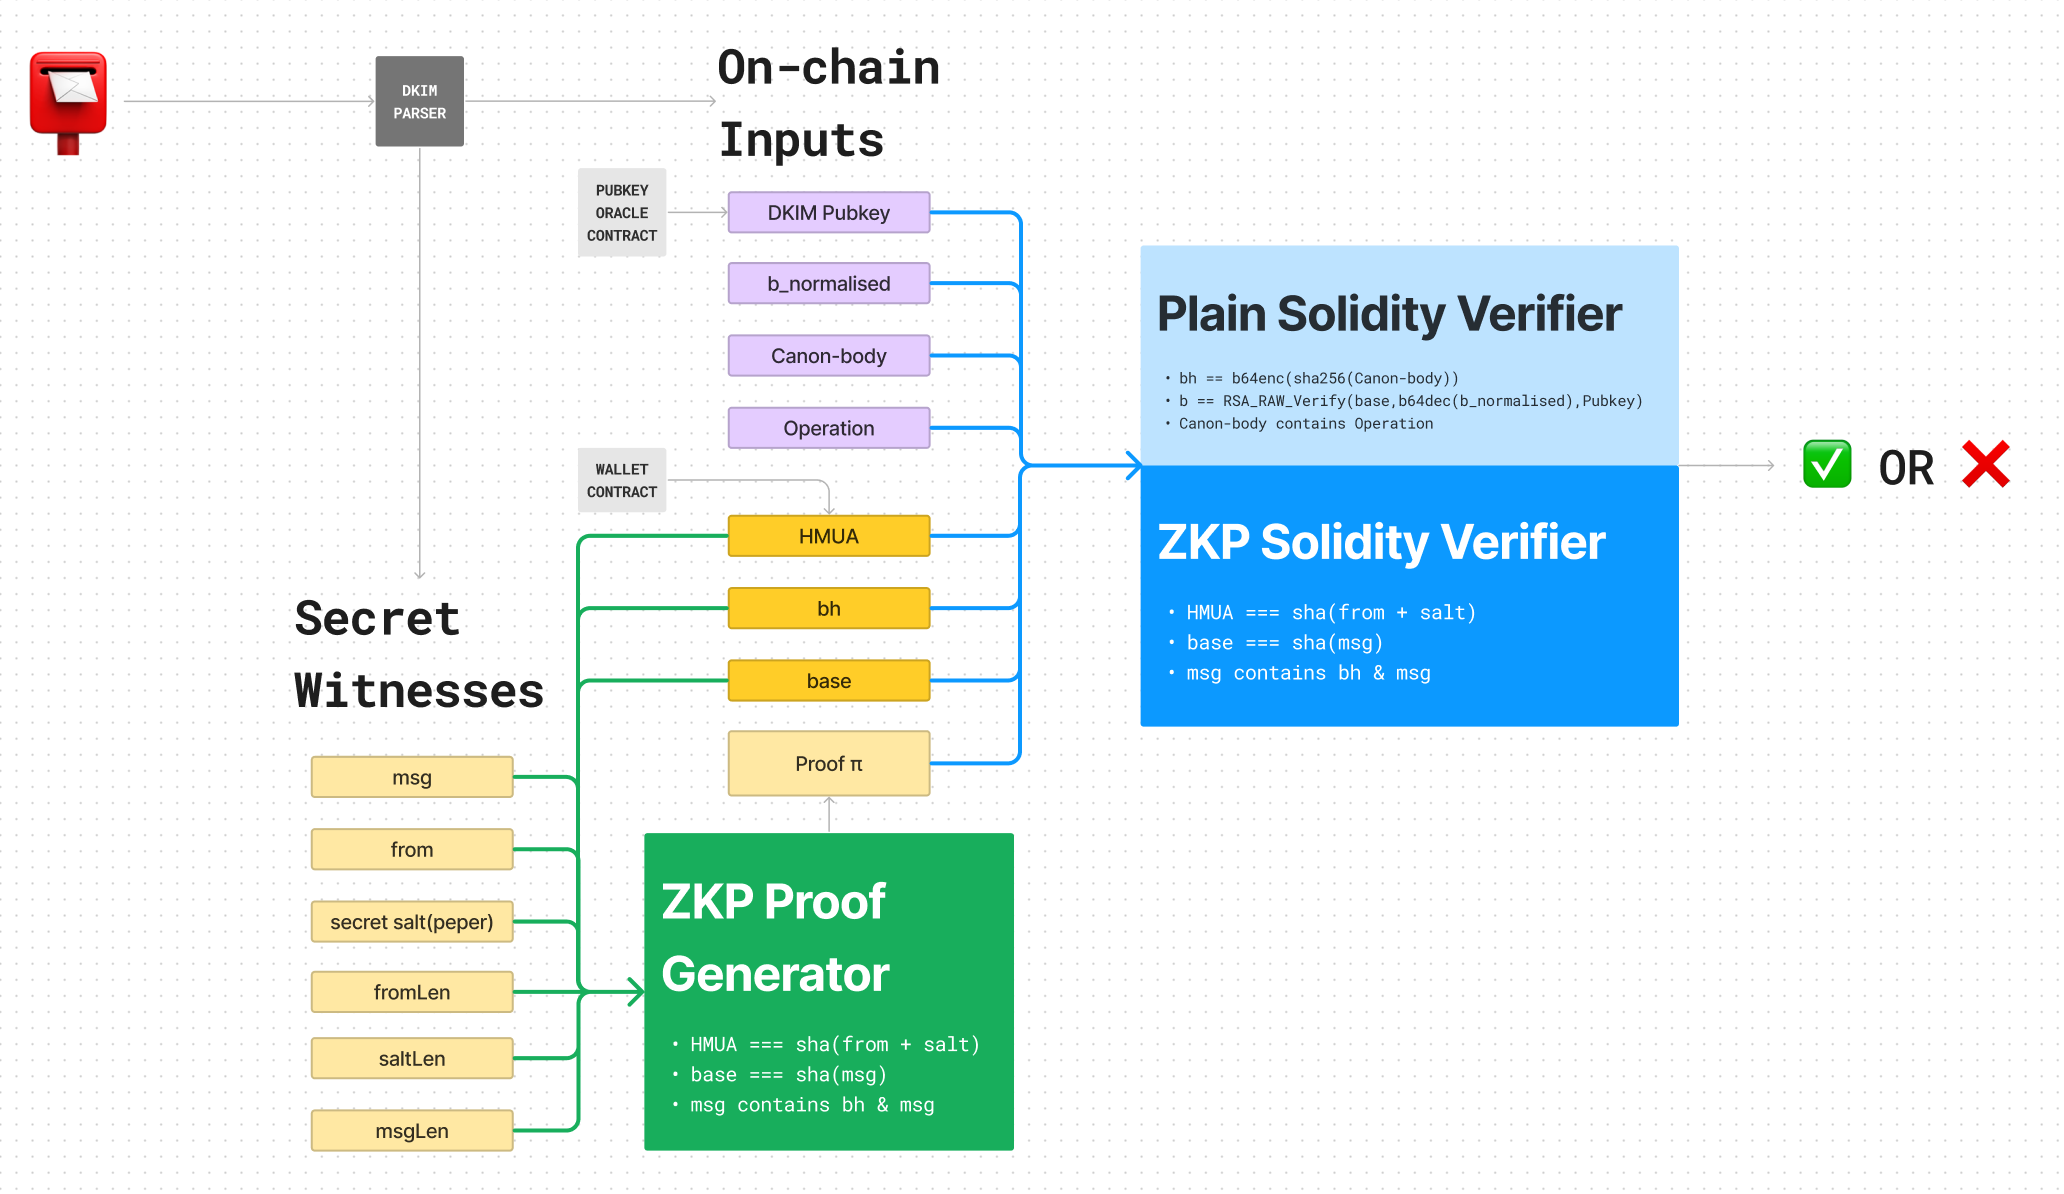 DKIM
PARSER
On-chain
Inputs
PUBKEY
ORACLE
CONTRACT
DKIM Pubkey
b_normalised
Canon-body
Operation
WALLET
CONTRACT
HMUA
bh
base
Proof π
Secret
Witnesses
msg
from
secret salt(peper)
fromLen
saltLen
msgLen
ZKP Proof
Generator
• HMUA === sha(from + salt)
• base === sha(msg)
• msg contains bh & msg
Plain Solidity Verifier
• bh == b64enc(sha256(Canon-body))
• b == RSA_RAW_Verify(base,b64dec(b_normalised),Pubkey)
• Canon-body contains Operation
ZKP Solidity Verifier
• HMUA === sha(from + salt)
• base === sha(msg)
• msg contains bh & msg
OR